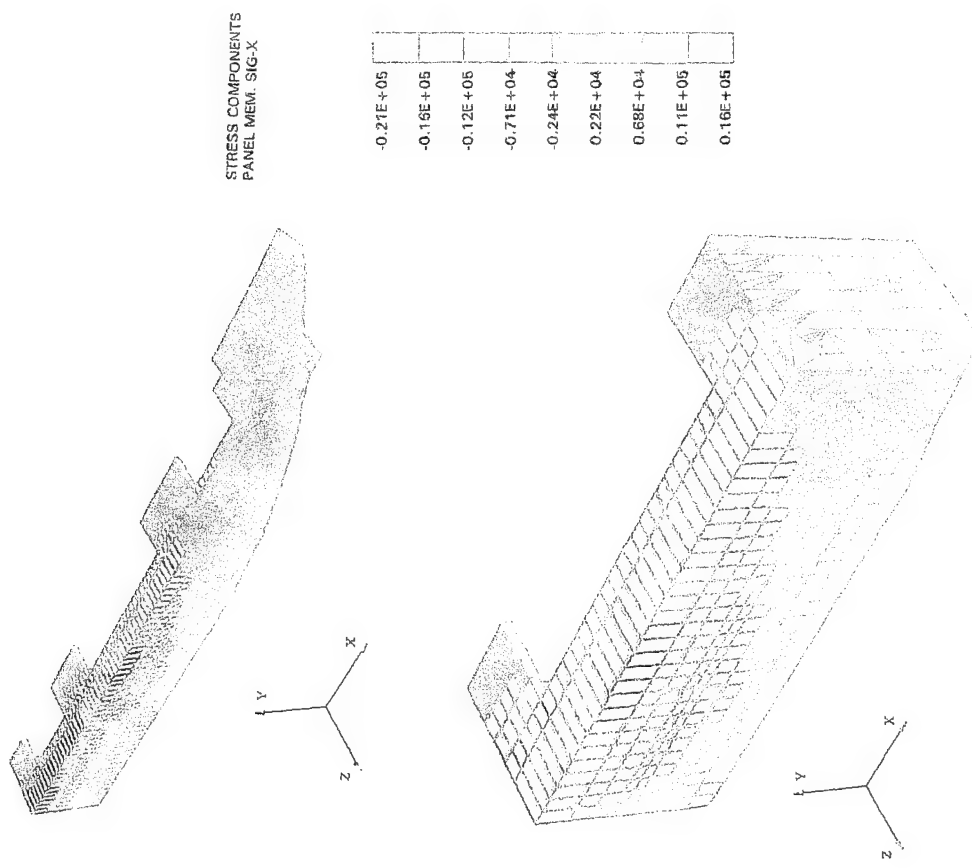 STRESS COMPONENTS
PANEL MEM. SIG-X
-0.21E+05
-0.16E+05
-0.12E+05
-0.71E+04
-0.24E+04
0.22E+04
0.68E+04
0.11E+05
0.16E+05
Y
X
Z
Y
X
Z